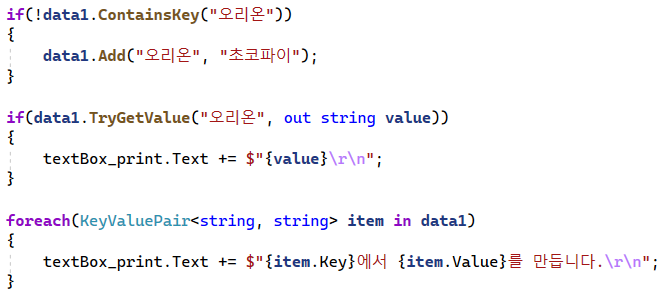 if(!data1.ContainsKey("오리온"))
{
    data1.Add("오리온", "초코파이");
}

if(data1.TryGetValue("오리온", out string value))
{
    textBox_print.Text += $"{value}\r\n";
}

foreach(KeyValuePair<string, string> item in data1)
{
    textBox_print.Text += $"{item.Key}에서 {item.Value}를 만듭니다.\r\n";
}